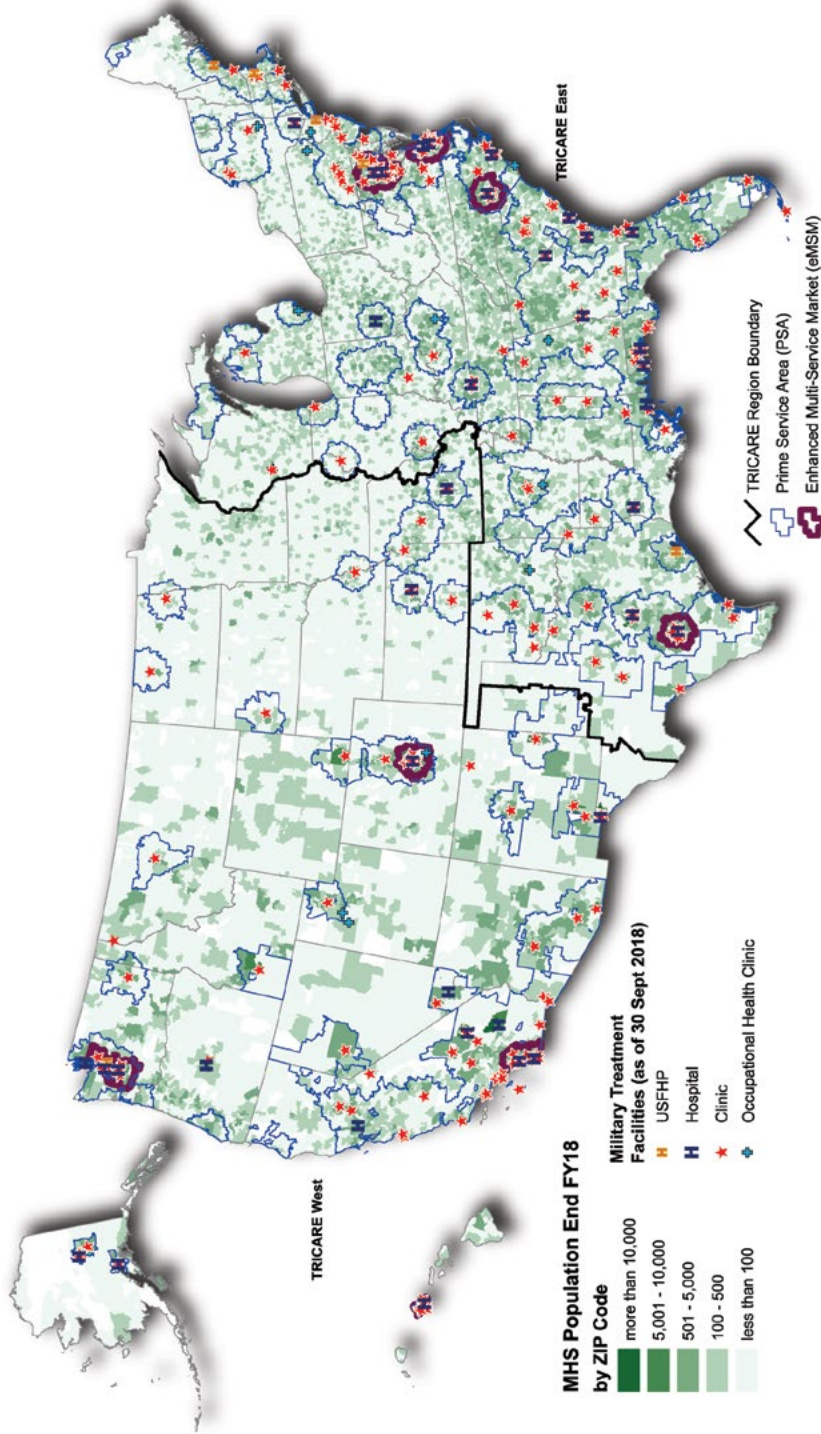 TRICARE West
TRICARE East
MHS Population End FY18
by ZIP Code
more than 10,000
5,001 - 10,000
501 - 5,000
100 - 500
less than 100
Military Treatment
Facilities (as of 30 Sept 2018)
H USFHP
H Hospital
Clinic
Occupational Health Clinic
TRICARE Region Boundary
Prime Service Area (PSA)
Enhanced Multi-Service Market (eMSM)